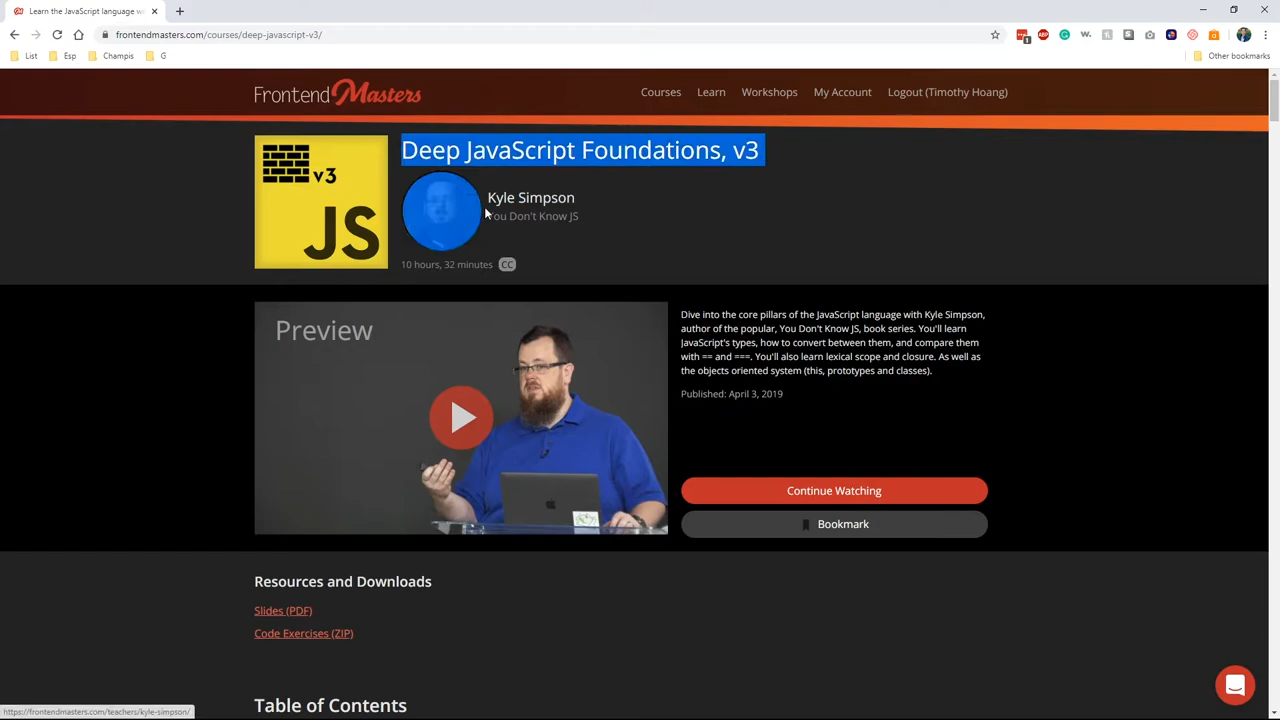 Learn the JavaScript language wi
frontendmasters.com/courses/deep-javascript-v3/
1
List
Esp
Champis
G
Other bookmarks
FrontendMasters
Courses
Learn
Workshops
My Account
Logout (Timothy Hoang)
v3
JS
Deep JavaScript Foundations, v3
Kyle Simpson
You Don't Know JS
10 hours, 32 minutes CC
Preview
Dive into the core pillars of the JavaScript language with Kyle Simpson,
author of the popular, You Don't Know JS, book series. You'll learn
JavaScript's types, how to convert between them, and compare them
with == and ===. You'll also learn lexical scope and closure. As well as
the objects oriented system (this, prototypes and classes).
Published: April 3, 2019
Continue Watching
Bookmark
Resources and Downloads
Slides (PDF)
Code Exercises (ZIP)
Table of Contents
https://frontendmasters.com/teachers/kyle-simpson/